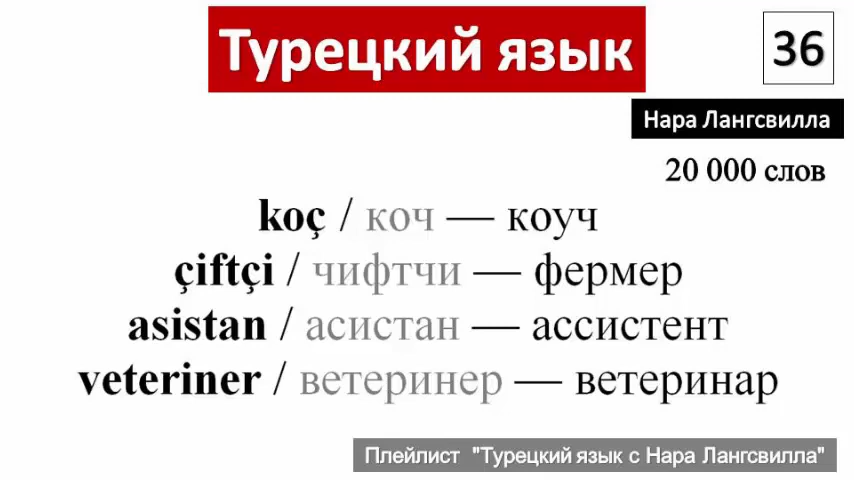 Турецкий язык
36
Нара Лангсвилла
20 000 слов
koç / коч — коуч
çiftçi / чифтчи — фермер
asistan / асистан — ассистент
veteriner / ветеринер — ветеринар
Плейлист "Турецкий язык с Нара Лангсвилла"